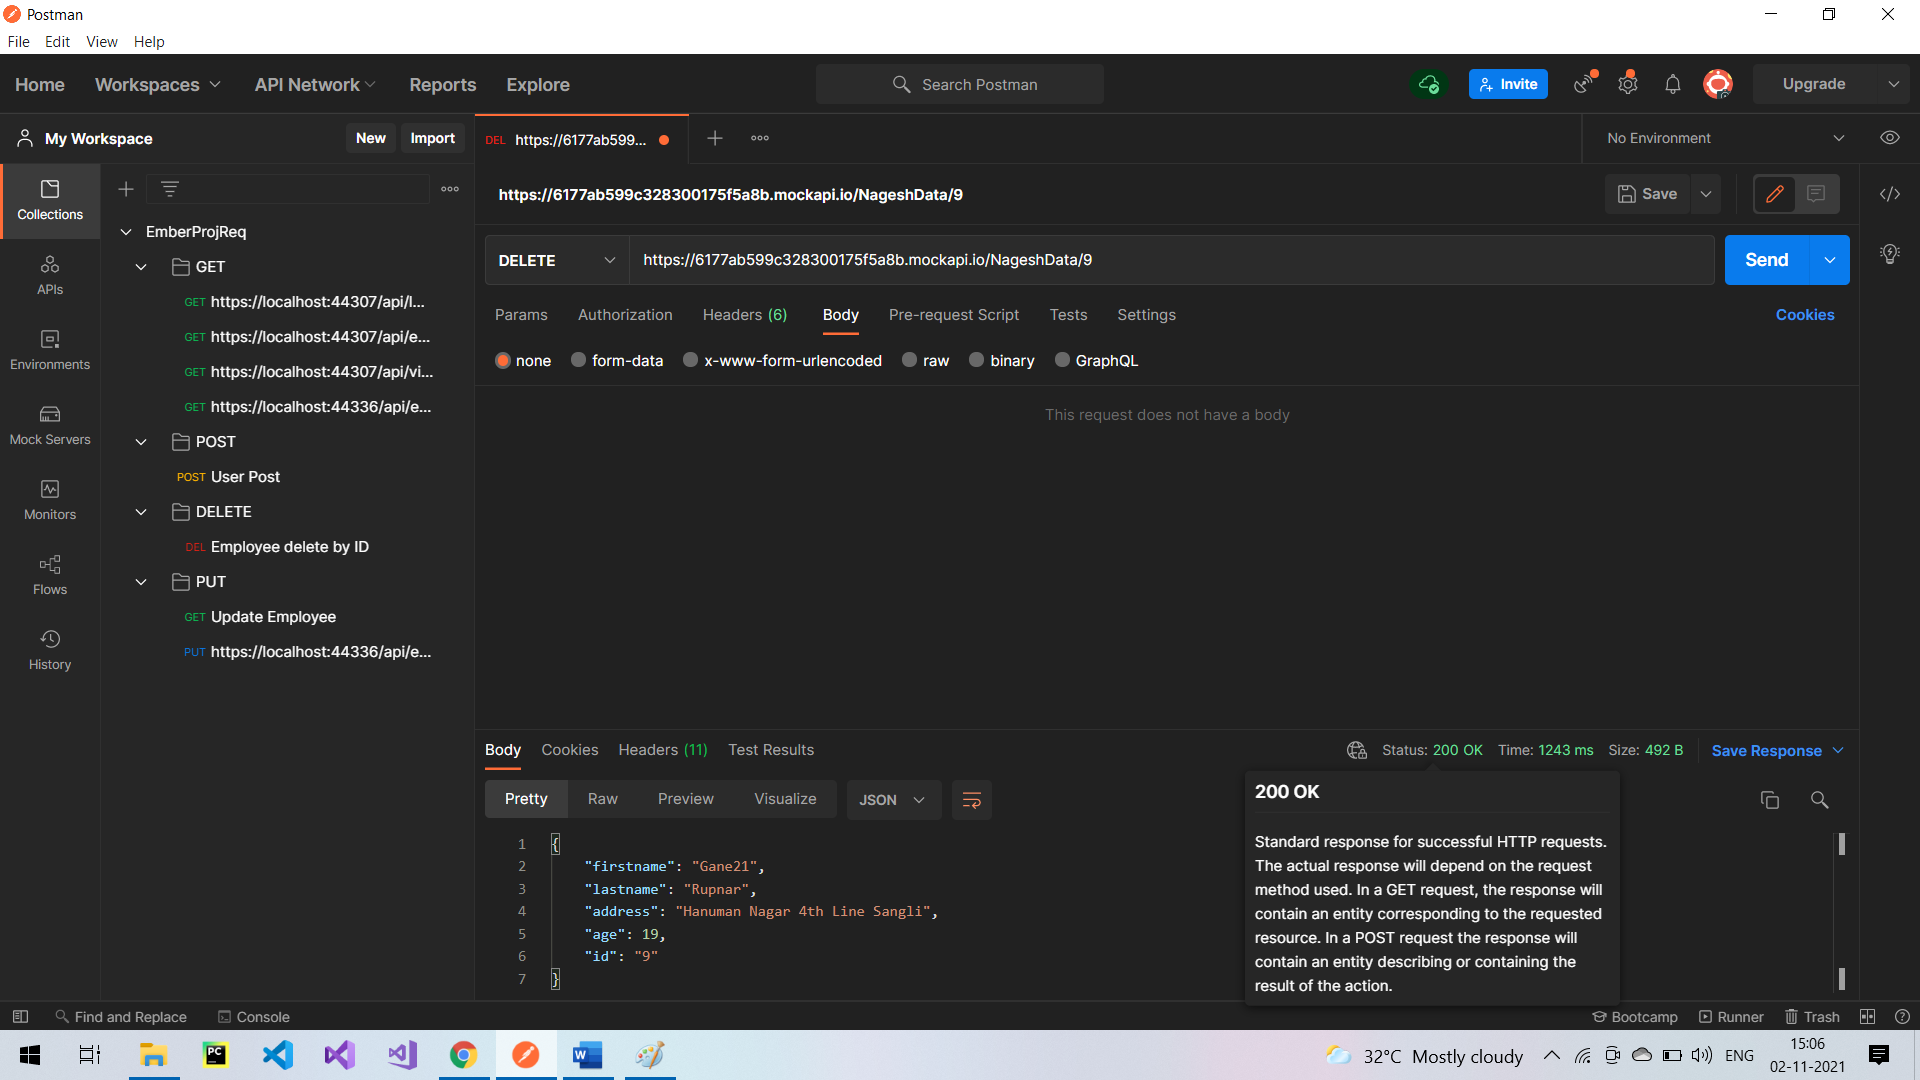 Postman
File Edit View Help
Home Workspaces API Network Reports Explore Search Postman Invite Upgrade
My Workspace New Import DEL https://6177ab599... No Environment
https://6177ab599c328300175f5a8b.mockapi.io/NageshData/9 Save
DELETE https://6177ab599c328300175f5a8b.mockapi.io/NageshData/9 Send
Params Authorization Headers (6) Body Pre-request Script Tests Settings Cookies
none form-data x-www-form-urlencoded raw binary GraphQL
This request does not have a body
Collections
APIs
Environments
Mock Servers
Monitors
Flows
History
EmberProjReq
GET
GET https://localhost:44307/api/l...
GET https://localhost:44307/api/e...
GET https://localhost:44307/api/vi...
GET https://localhost:44336/api/e...
POST
POST User Post
DELETE
DEL Employee delete by ID
PUT
GET Update Employee
PUT https://localhost:44336/api/e...
Body Cookies Headers (11) Test Results Status: 200 OK Time: 1243 ms Size: 492 B Save Response
Pretty Raw Preview Visualize JSON
1 {
2 "firstname": "Gane21",
3 "lastname": "Rupnar",
4 "address": "Hanuman Nagar 4th Line Sangli",
5 "age": 19,
6 "id": "9"
7 }
200 OK
Standard response for successful HTTP requests.
The actual response will depend on the request
method used. In a GET request, the response will
contain an entity corresponding to the requested
resource. In a POST request the response will
contain an entity describing or containing the
result of the action.
Find and Replace Console Bootcamp Runner Trash
PC W 32°C Mostly cloudy ENG 15:06
02-11-2021